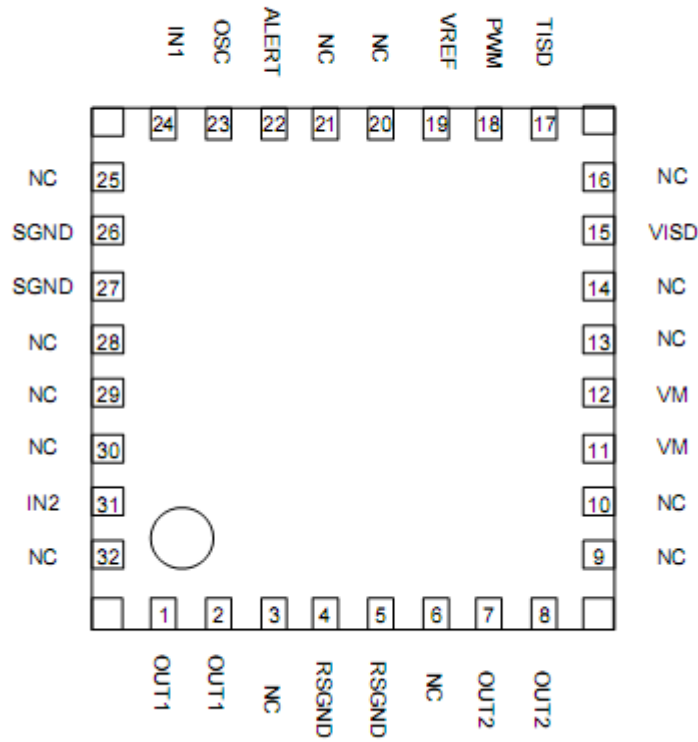 IN1 OSC ALERT NC NC VREF PWM TISD
24 23 22 21 20 19 18 17
NC 25 16 NC
SGND 26 15 VISD
SGND 27 14 NC
NC 28 13 NC
NC 29 12 VM
NC 30 11 VM
IN2 31 10 NC
NC 32 9 NC
1 2 3 4 5 6 7 8
OUT1 OUT1 NC RSGND RSGND NC OUT2 OUT2